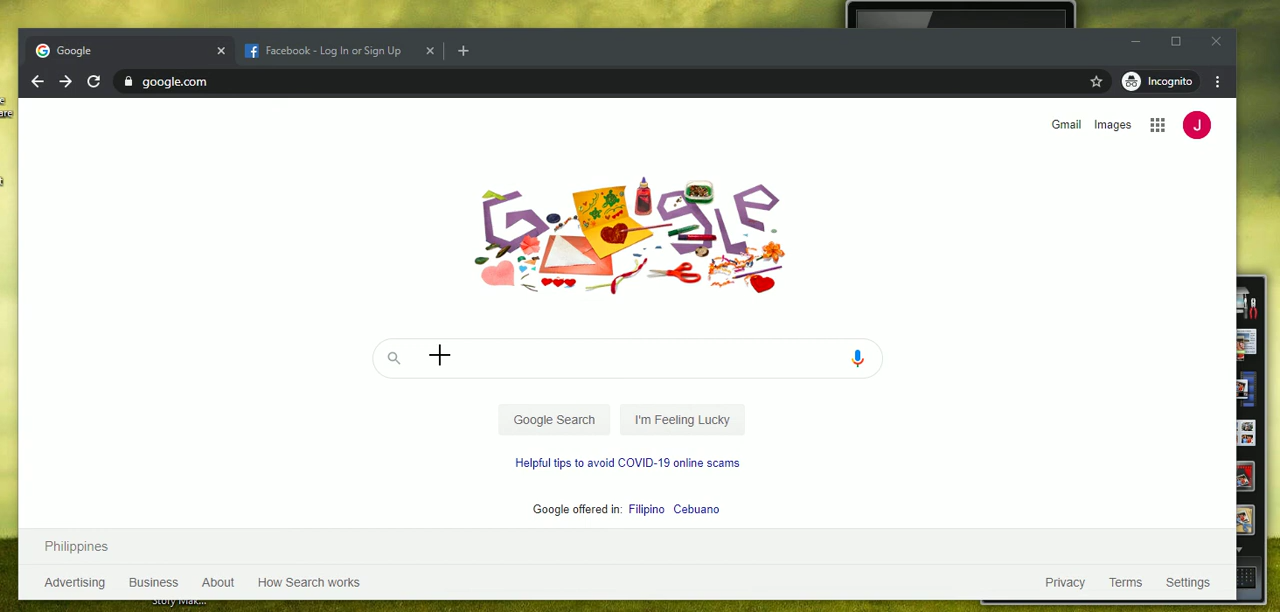 Google
Facebook - Log In or Sign Up
google.com
Incognito
Gmail
Images
J
Google
Google Search
I'm Feeling Lucky
Helpful tips to avoid COVID-19 online scams
Google offered in: Filipino Cebuano
Philippines
Advertising
Business
About
How Search works
Privacy
Terms
Settings